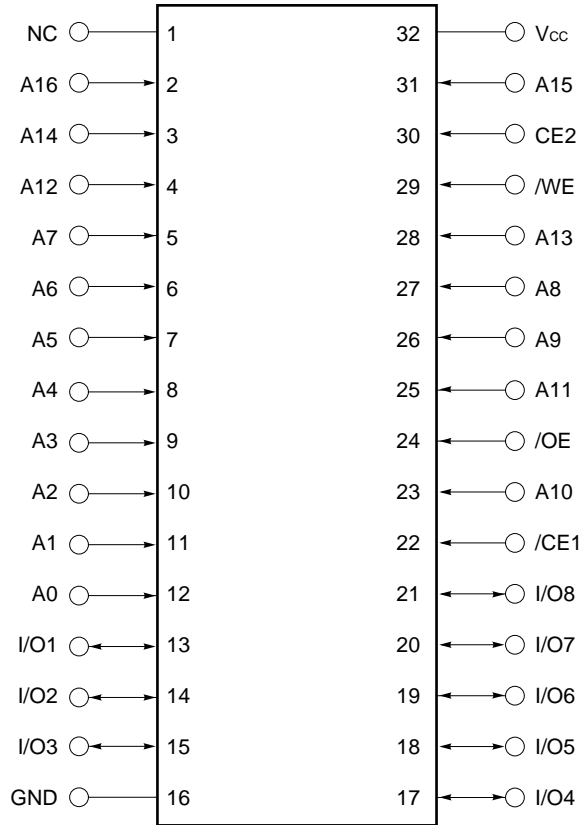 NC 1 32 Vcc
A16 2 31 A15
A14 3 30 CE2
A12 4 29 /WE
A7 5 28 A13
A6 6 27 A8
A5 7 26 A9
A4 8 25 A11
A3 9 24 /OE
A2 10 23 A10
A1 11 22 /CE1
A0 12 21 I/O8
I/O1 13 20 I/O7
I/O2 14 19 I/O6
I/O3 15 18 I/O5
GND 16 17 I/O4